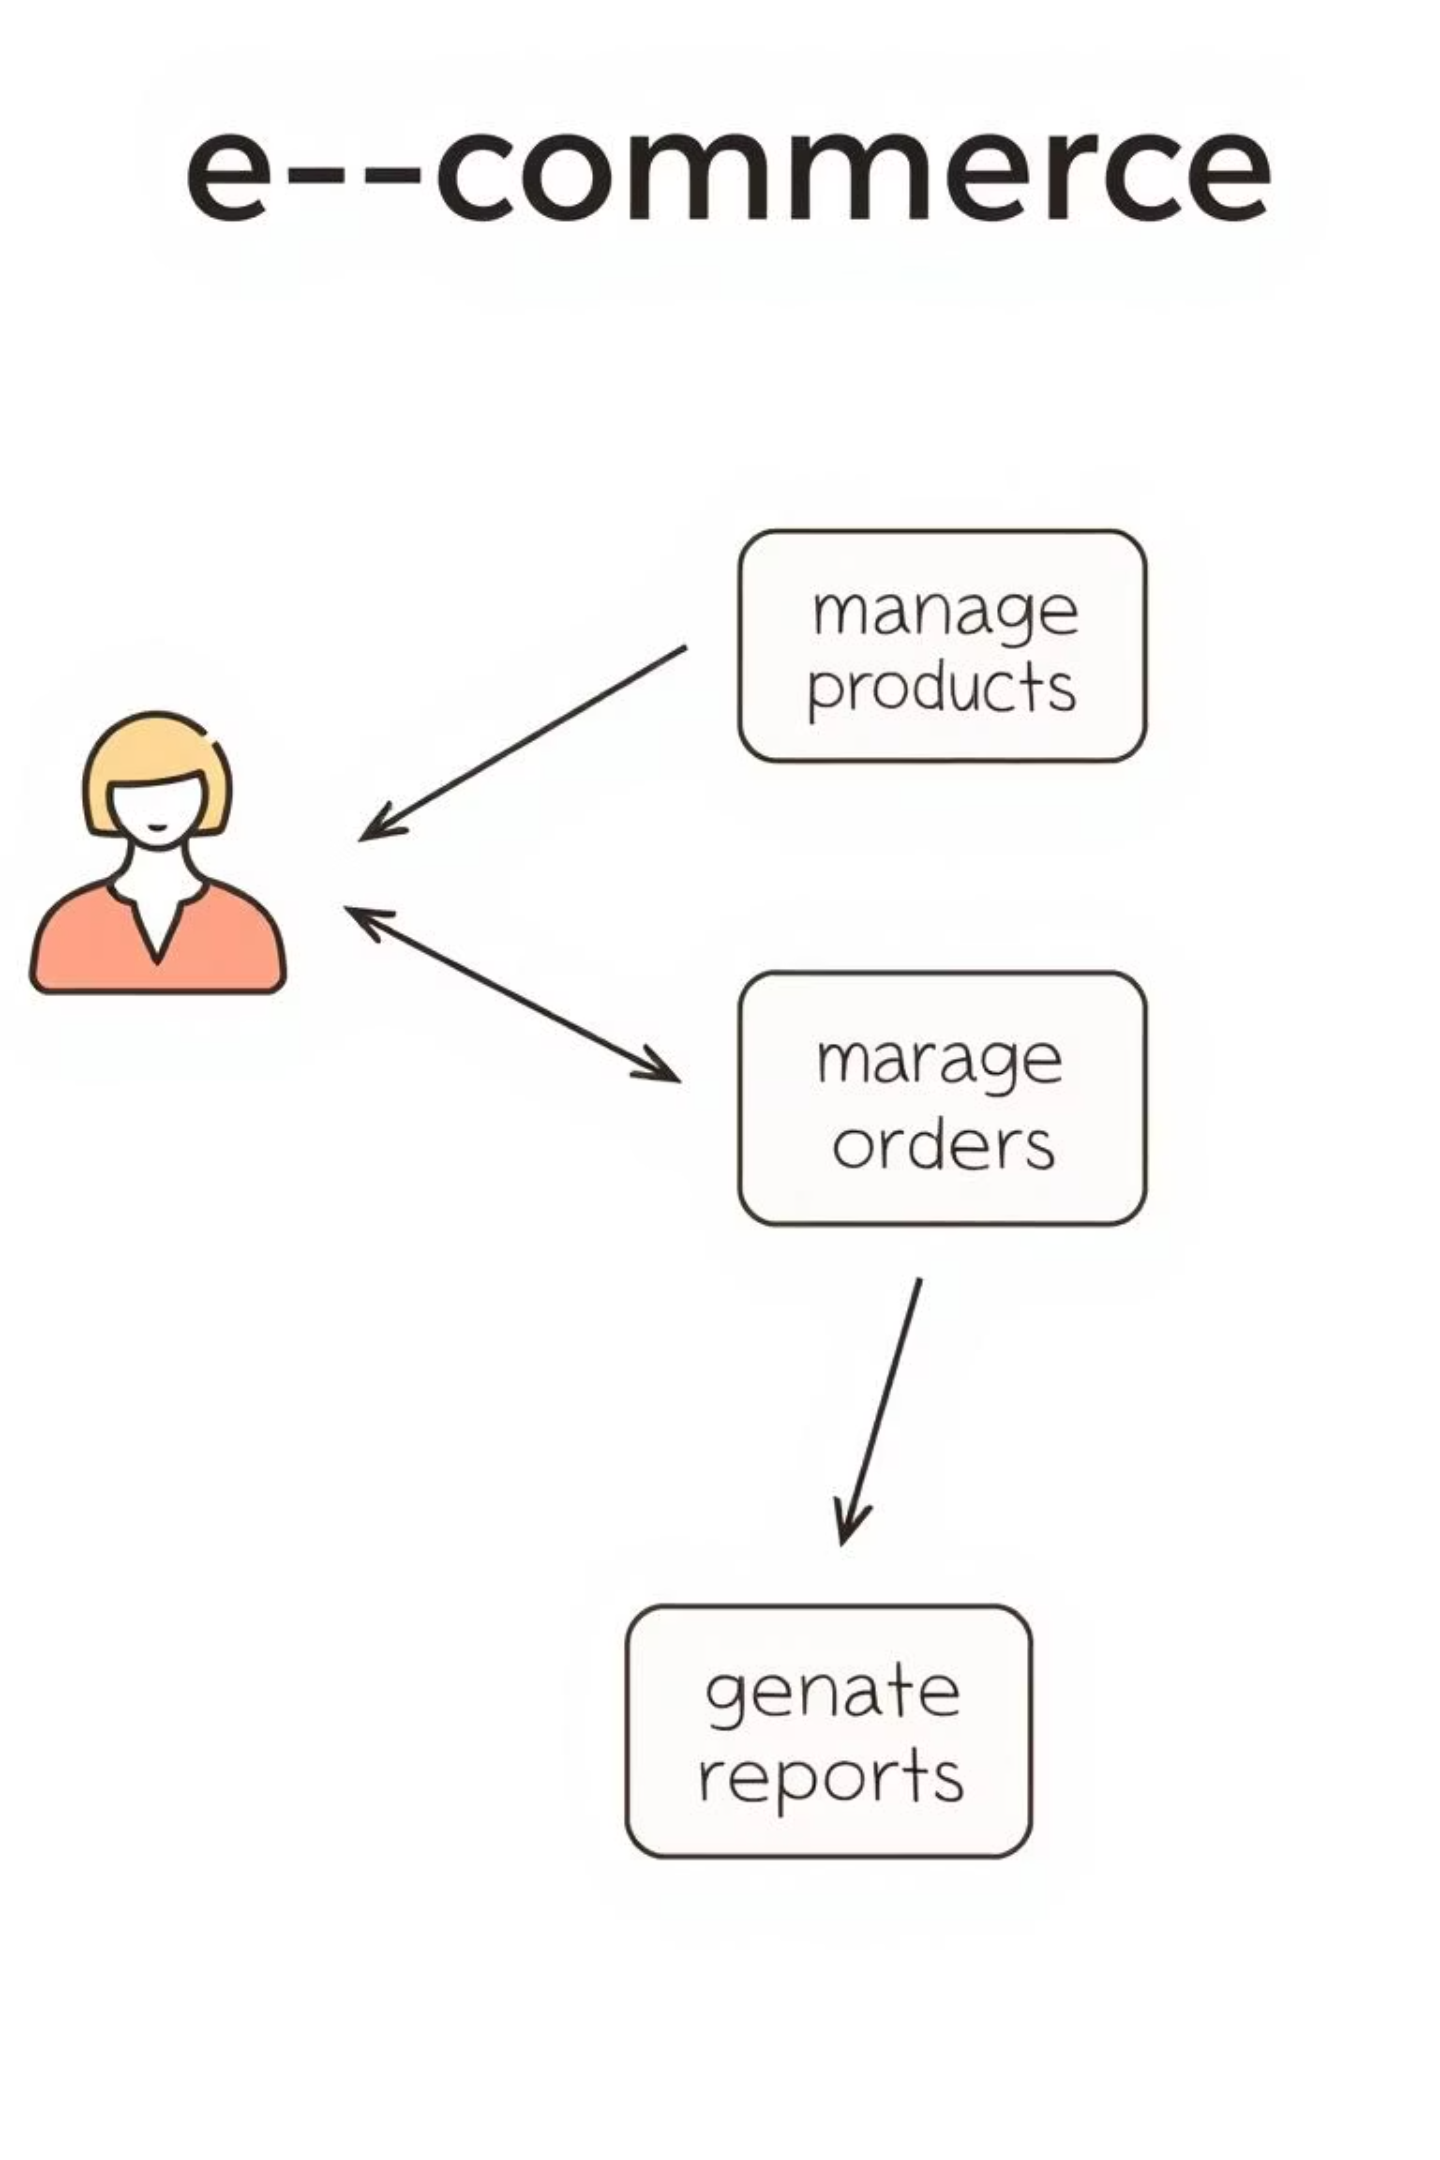 e--commerce
manage
products
marage
orders
genate
reports